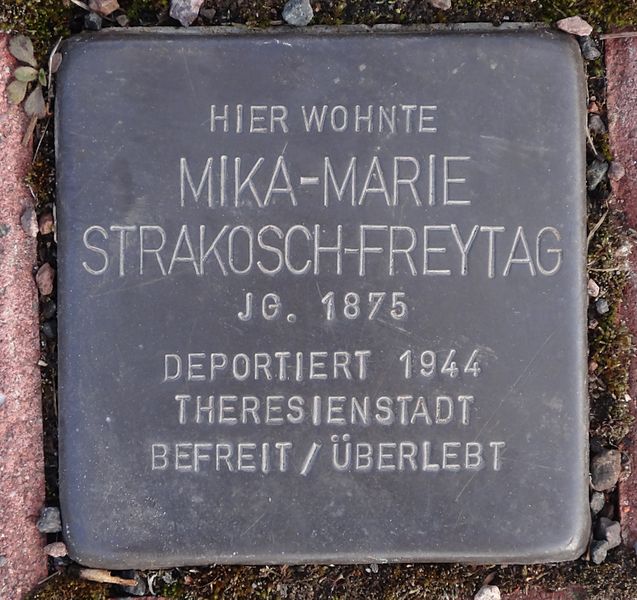 HIER WOHNTE
MIKA-MARIE
STRAKOSCH-FREYTAG
JG. 1875
DEPORTIERT 1944
THERESIENSTADT
BEFREIT / ÜBERLEBT